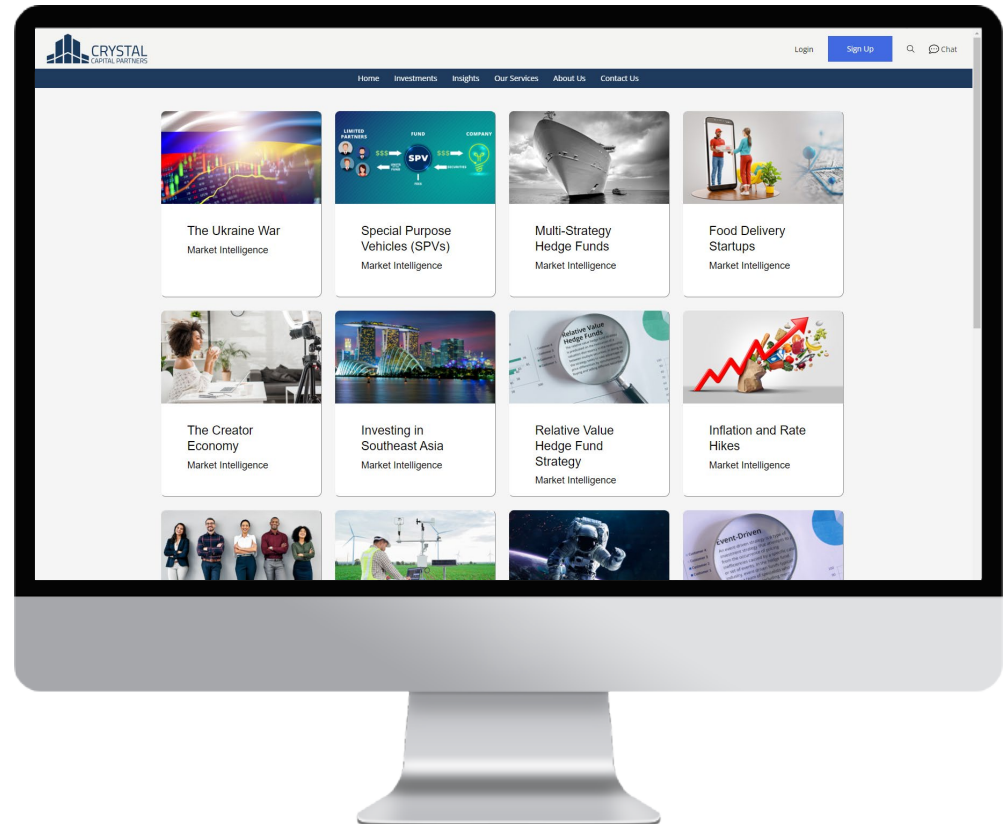 CRYSTAL
CAPITAL PARTNERS
Login
Sign Up
Chat
Home Investments Insights Our Services About Us Contact Us
LIMITED
PARTNERS
FUND
COMPANY
$$$
SPV
$$$
The Ukraine War
Market Intelligence
Special Purpose
Vehicles (SPVs)
Market Intelligence
Multi-Strategy
Hedge Funds
Market Intelligence
Food Delivery
Startups
Market Intelligence
Relative Value
Hedge Funds
The Creator
Economy
Market Intelligence
Investing in
Southeast Asia
Market Intelligence
Relative Value
Hedge Fund
Strategy
Market Intelligence
Inflation and Rate
Hikes
Market Intelligence
Event-Driven